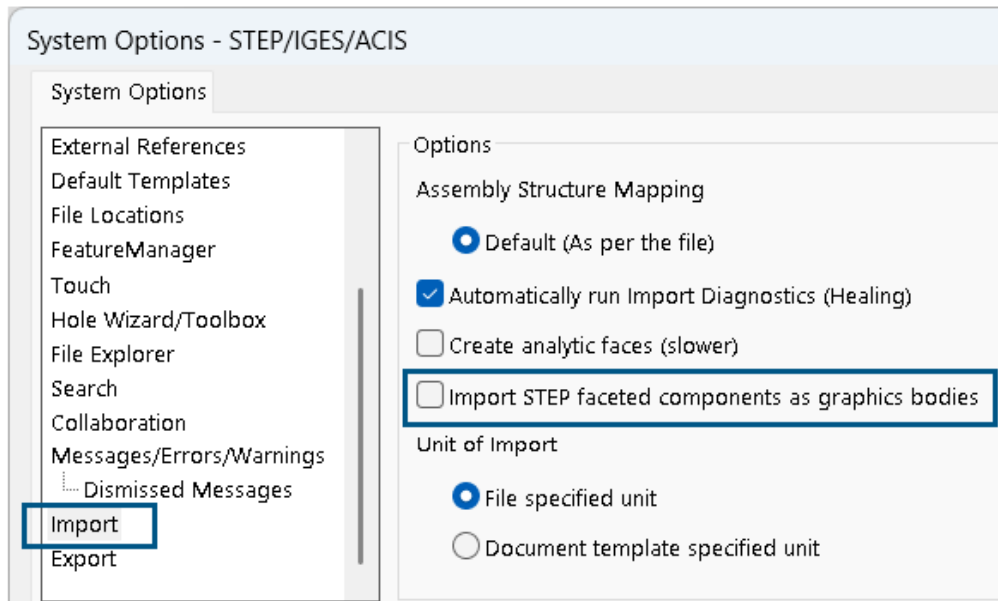 System Options - STEP/IGES/ACIS
System Options
External References
Default Templates
File Locations
FeatureManager
Touch
Hole Wizard/Toolbox
File Explorer
Search
Collaboration
Messages/Errors/Warnings
Dismissed Messages
Import
Export
Options
Assembly Structure Mapping
Default (As per the file)
Automatically run Import Diagnostics (Healing)
Create analytic faces (slower)
Import STEP faceted components as graphics bodies
Unit of Import
File specified unit
Document template specified unit